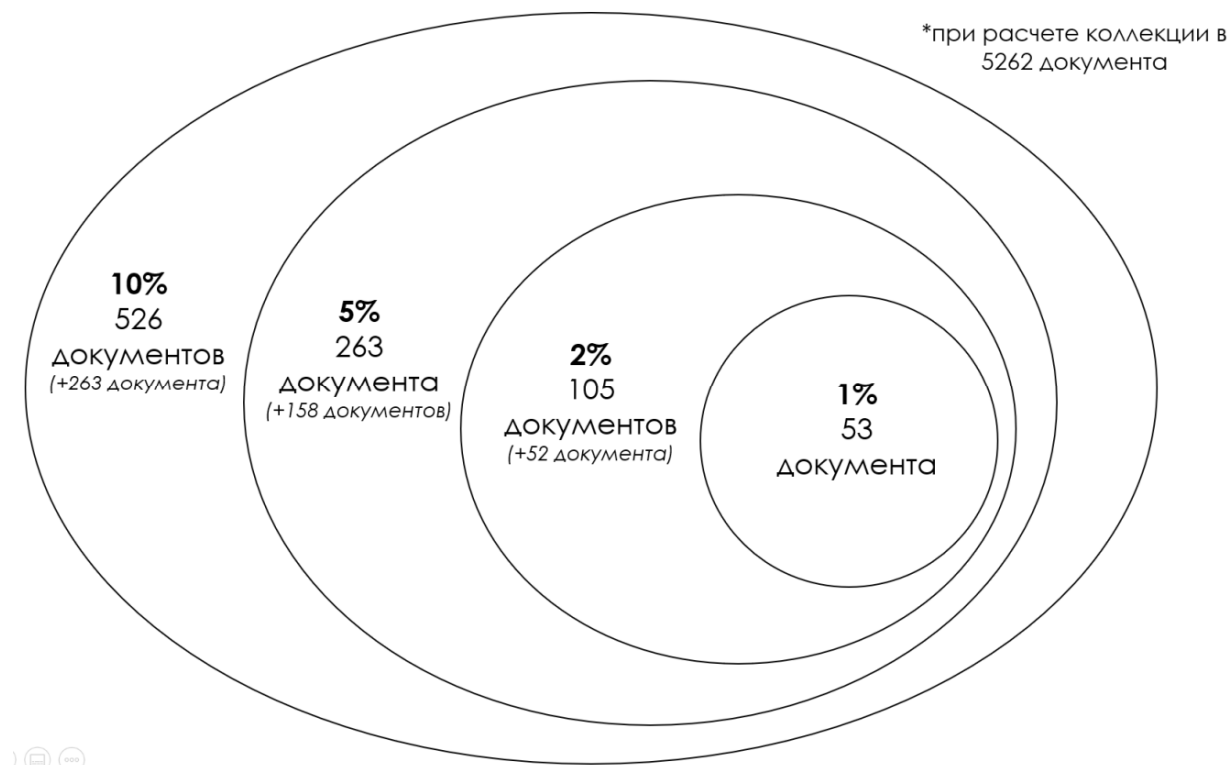 *при расчете коллекции в
5262 документа
10%
526
документов
(+263 документа)
5%
263
документа
(+158 документов)
2%
105
документов
(+52 документа)
1%
53
документа